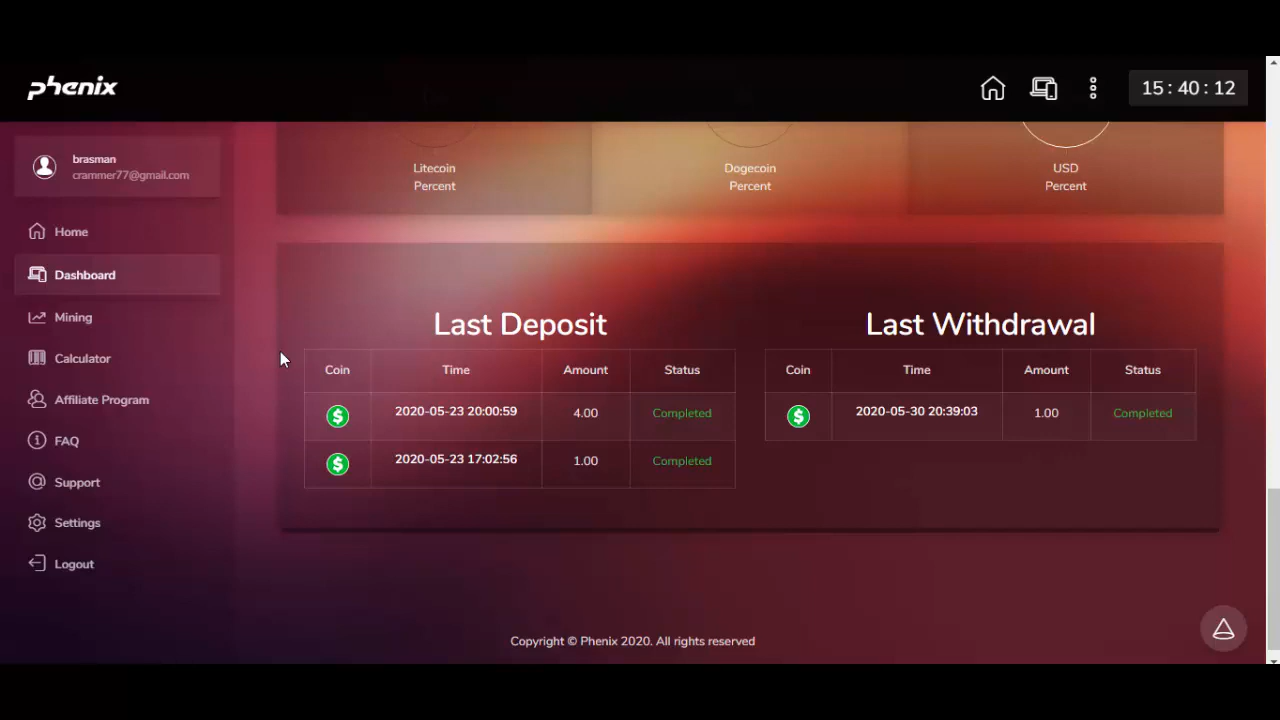 phenix
15 : 40 : 12
brasman
crammer77@gmail.com
Home
Dashboard
Mining
Calculator
Affiliate Program
FAQ
Support
Settings
Logout
Litecoin
Percent
Dogecoin
Percent
USD
Percent
Last Deposit
Coin Time Amount Status
2020-05-23 20:00:59 4.00 Completed
2020-05-23 17:02:56 1.00 Completed
Last Withdrawal
Coin Time Amount Status
2020-05-30 20:39:03 1.00 Completed
Copyright © Phenix 2020. All rights reserved